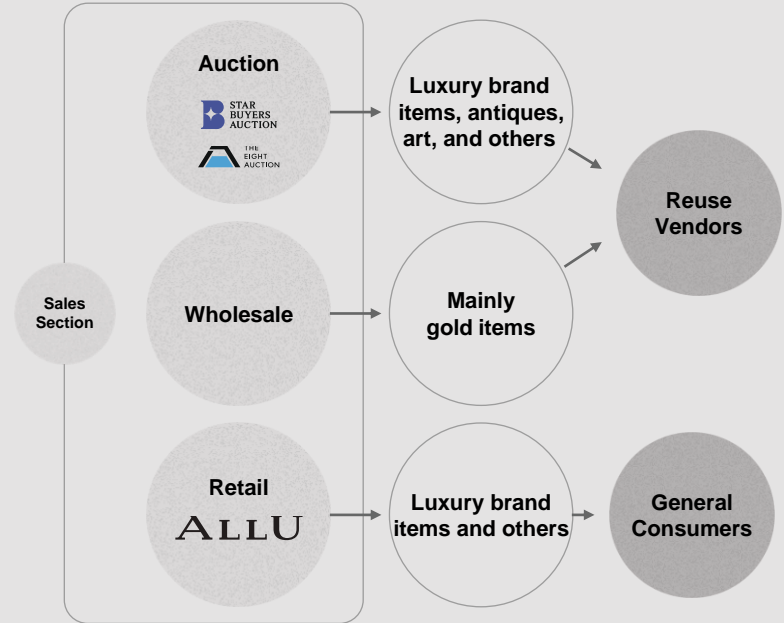 Auction
STAR
BUYERS
AUCTION
THE
EIGHT
AUCTION
Luxury brand
items, antiques,
art, and others
Reuse
Vendors
Sales
Section
Wholesale
Mainly
gold items
Retail
ALLU
Luxury brand
items and others
General
Consumers